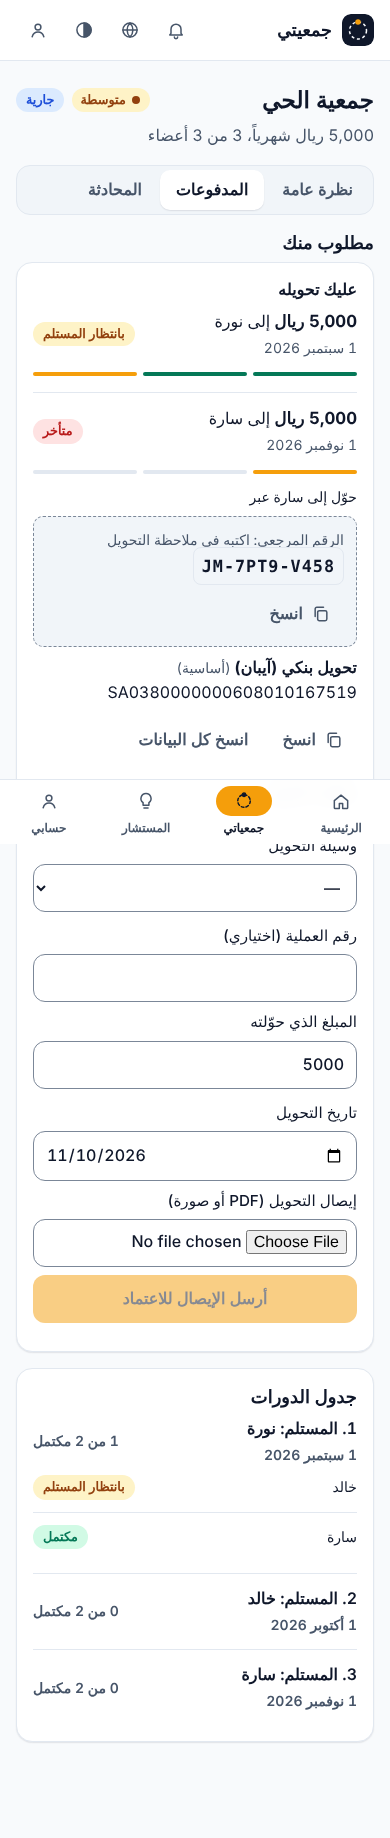 جمعيتي
جمعية الحي
متوسطة
جارية
5,000 ريال شهرياً، 3 من 3 أعضاء
نظرة عامة
المدفوعات
المحادثة
مطلوب منك
عليك تحويله
5,000 ريال إلى نورة
بانتظار المستلم
1 سبتمبر 2026
5,000 ريال إلى سارة
متأخر
1 نوفمبر 2026
حوّل إلى سارة عبر
الرقم المرجعي: اكتبه في ملاحظة التحويل
JM-7PT9-V458
انسخ
تحويل بنكي (آيبان) (أساسية)
SA0380000000608010167519
انسخ
انسخ كل البيانات
الرئيسية
جمعياتي
المستشار
حسابي
وسيلة التحويل
—
رقم العملية (اختياري)
المبلغ الذي حوّلته
5000
تاريخ التحويل
11/10/2026
إيصال التحويل (PDF أو صورة)
Choose File No file chosen
أرسل الإيصال للاعتماد
جدول الدورات
1. المستلم: نورة
1 من 2 مكتمل
1 سبتمبر 2026
خالد
بانتظار المستلم
سارة
مكتمل
2. المستلم: خالد
0 من 2 مكتمل
1 أكتوبر 2026
3. المستلم: سارة
0 من 2 مكتمل
1 نوفمبر 2026